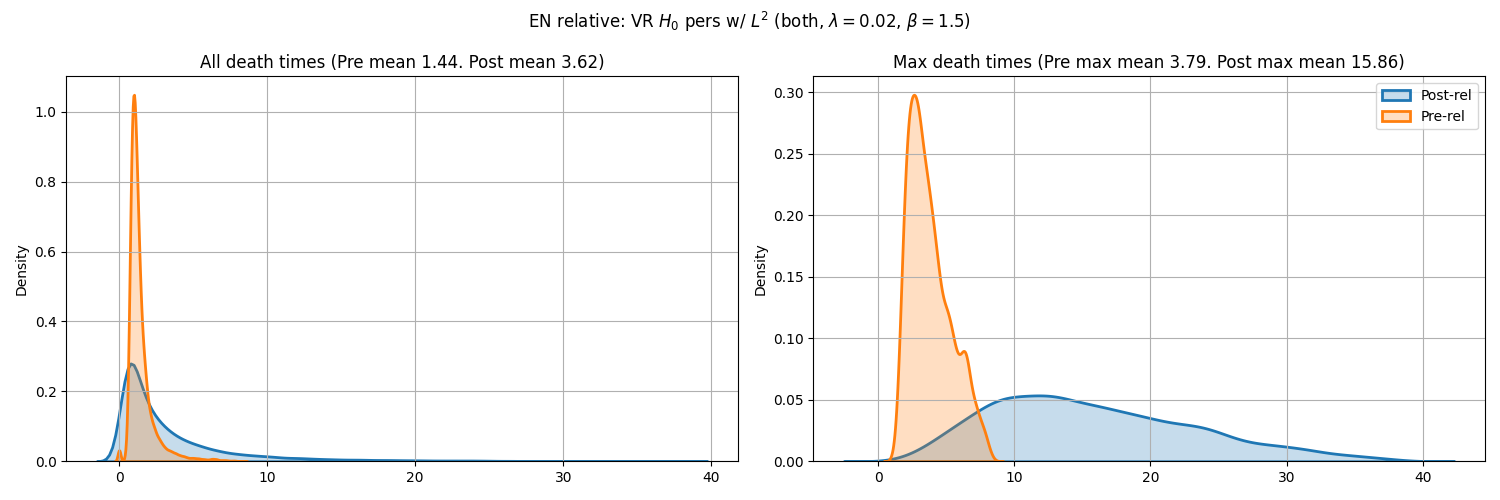 EN relative: VR $H_0$ pers w/ $L^2$ (both, $\lambda = 0.02$, $\beta = 1.5$)
All death times (Pre mean 1.44. Post mean 3.62)
Density
1.0
0.8
0.6
0.4
0.2
0.0
0 10 20 30 40
Max death times (Pre max mean 3.79. Post max mean 15.86)
Density
0.30
0.25
0.20
0.15
0.10
0.05
0.00
0 10 20 30 40
Post-rel
Pre-rel